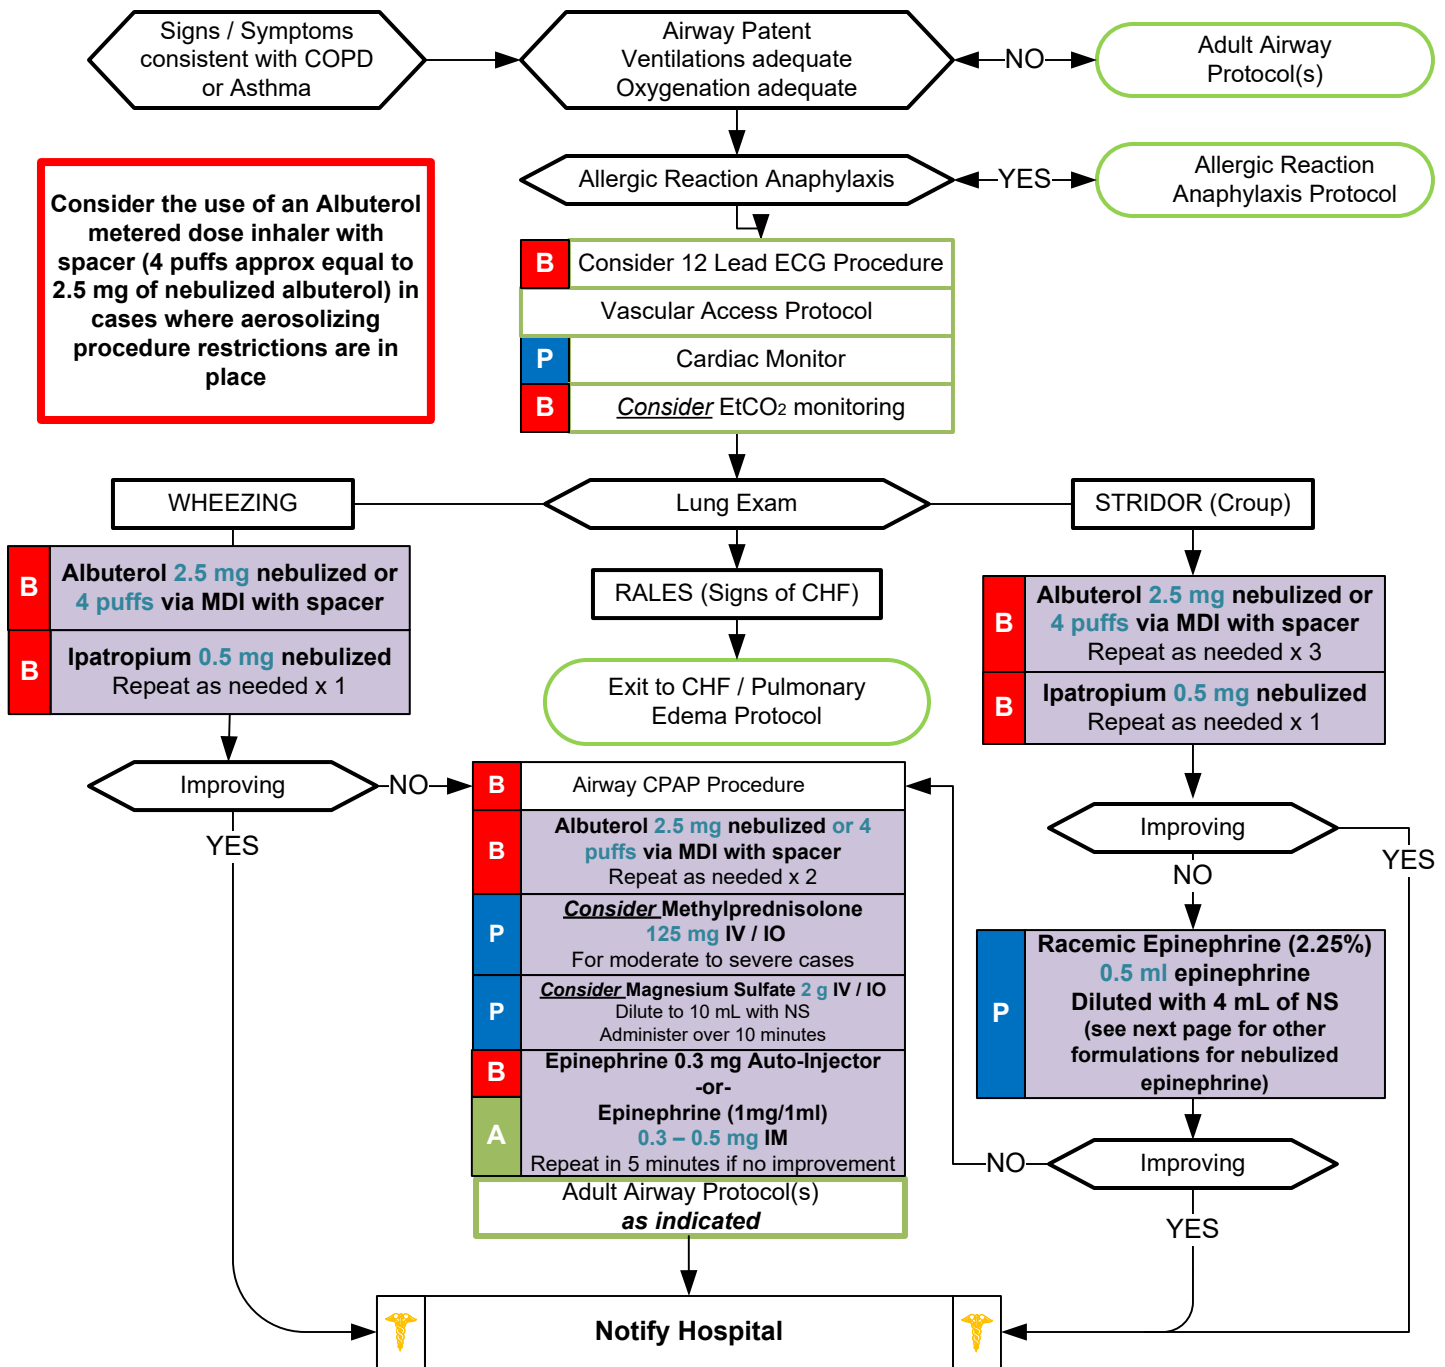 Signs / Symptoms
consistent with COPD
or Asthma
Airway Patent
Ventilations adequate
Oxygenation adequate
NO
Adult Airway
Protocol(s)
Allergic Reaction Anaphylaxis
YES
Allergic Reaction
Anaphylaxis Protocol
Consider the use of an Albuterol
metered dose inhaler with
spacer (4 puffs approx equal to
2.5 mg of nebulized albuterol) in
cases where aerosolizing
procedure restrictions are in
place
B Consider 12 Lead ECG Procedure
Vascular Access Protocol
P Cardiac Monitor
B Consider EtCO2 monitoring
WHEEZING
Lung Exam
STRIDOR (Croup)
B Albuterol 2.5 mg nebulized or
4 puffs via MDI with spacer
B Ipatropium 0.5 mg nebulized
Repeat as needed x 1
RALES (Signs of CHF)
Exit to CHF / Pulmonary
Edema Protocol
B Albuterol 2.5 mg nebulized or
4 puffs via MDI with spacer
Repeat as needed x 3
B Ipatropium 0.5 mg nebulized
Repeat as needed x 1
Improving
NO
YES
B Airway CPAP Procedure
B Albuterol 2.5 mg nebulized or 4
puffs via MDI with spacer
Repeat as needed x 2
P Consider Methylprednisolone
125 mg IV / IO
For moderate to severe cases
P Consider Magnesium Sulfate 2 g IV / IO
Dilute to 10 mL with NS
Administer over 10 minutes
B Epinephrine 0.3 mg Auto-Injector
-or-
A Epinephrine (1mg/1ml)
0.3 – 0.5 mg IM
Repeat in 5 minutes if no improvement
Adult Airway Protocol(s)
as indicated
Improving
YES
NO
P Racemic Epinephrine (2.25%)
0.5 ml epinephrine
Diluted with 4 mL of NS
(see next page for other
formulations for nebulized
epinephrine)
Improving
NO
YES
Notify Hospital